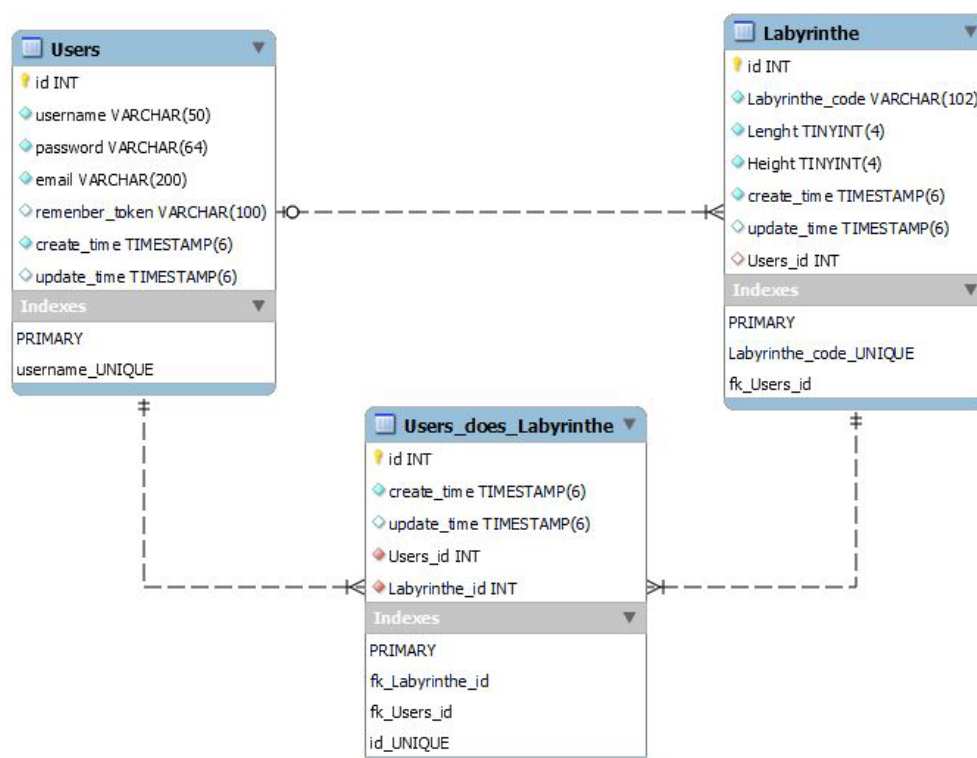 Users
id INT
username VARCHAR(50)
password VARCHAR(64)
email VARCHAR(200)
remenber_token VARCHAR(100)
create_time TIMESTAMP(6)
update_time TIMESTAMP(6)
Indexes
PRIMARY
username_UNIQUE
Labyrinthe
id INT
Labyrinthe_code VARCHAR(102)
Lenght TINYINT(4)
Height TINYINT(4)
create_time TIMESTAMP(6)
update_time TIMESTAMP(6)
Users_id INT
Indexes
PRIMARY
Labyrinthe_code_UNIQUE
fk_Users_id
Users_does_Labyrinthe
id INT
create_time TIMESTAMP(6)
update_time TIMESTAMP(6)
Users_id INT
Labyrinthe_id INT
Indexes
PRIMARY
fk_Labyrinthe_id
fk_Users_id
id_UNIQUE